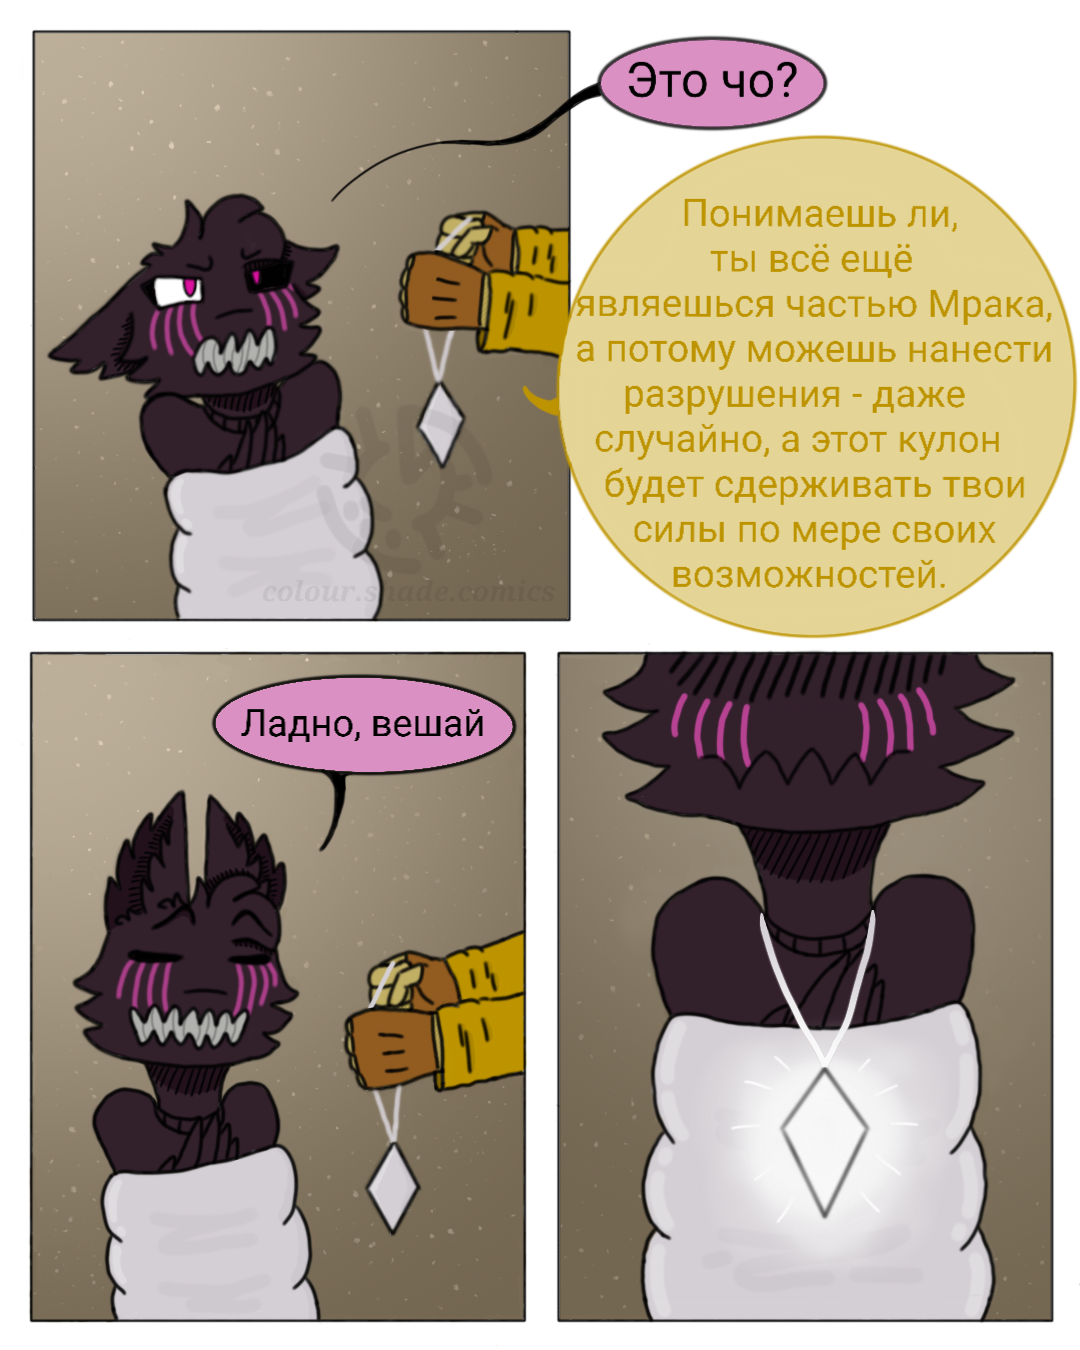 Это чо?
Понимаешь ли,
ты всё ещё
являешься частью Мрака,
а потому можешь нанести
разрушения - даже
случайно, а этот кулон
будет сдерживать твои
силы по мере своих
возможностей.
colour.shade.comics
Ладно, вешай